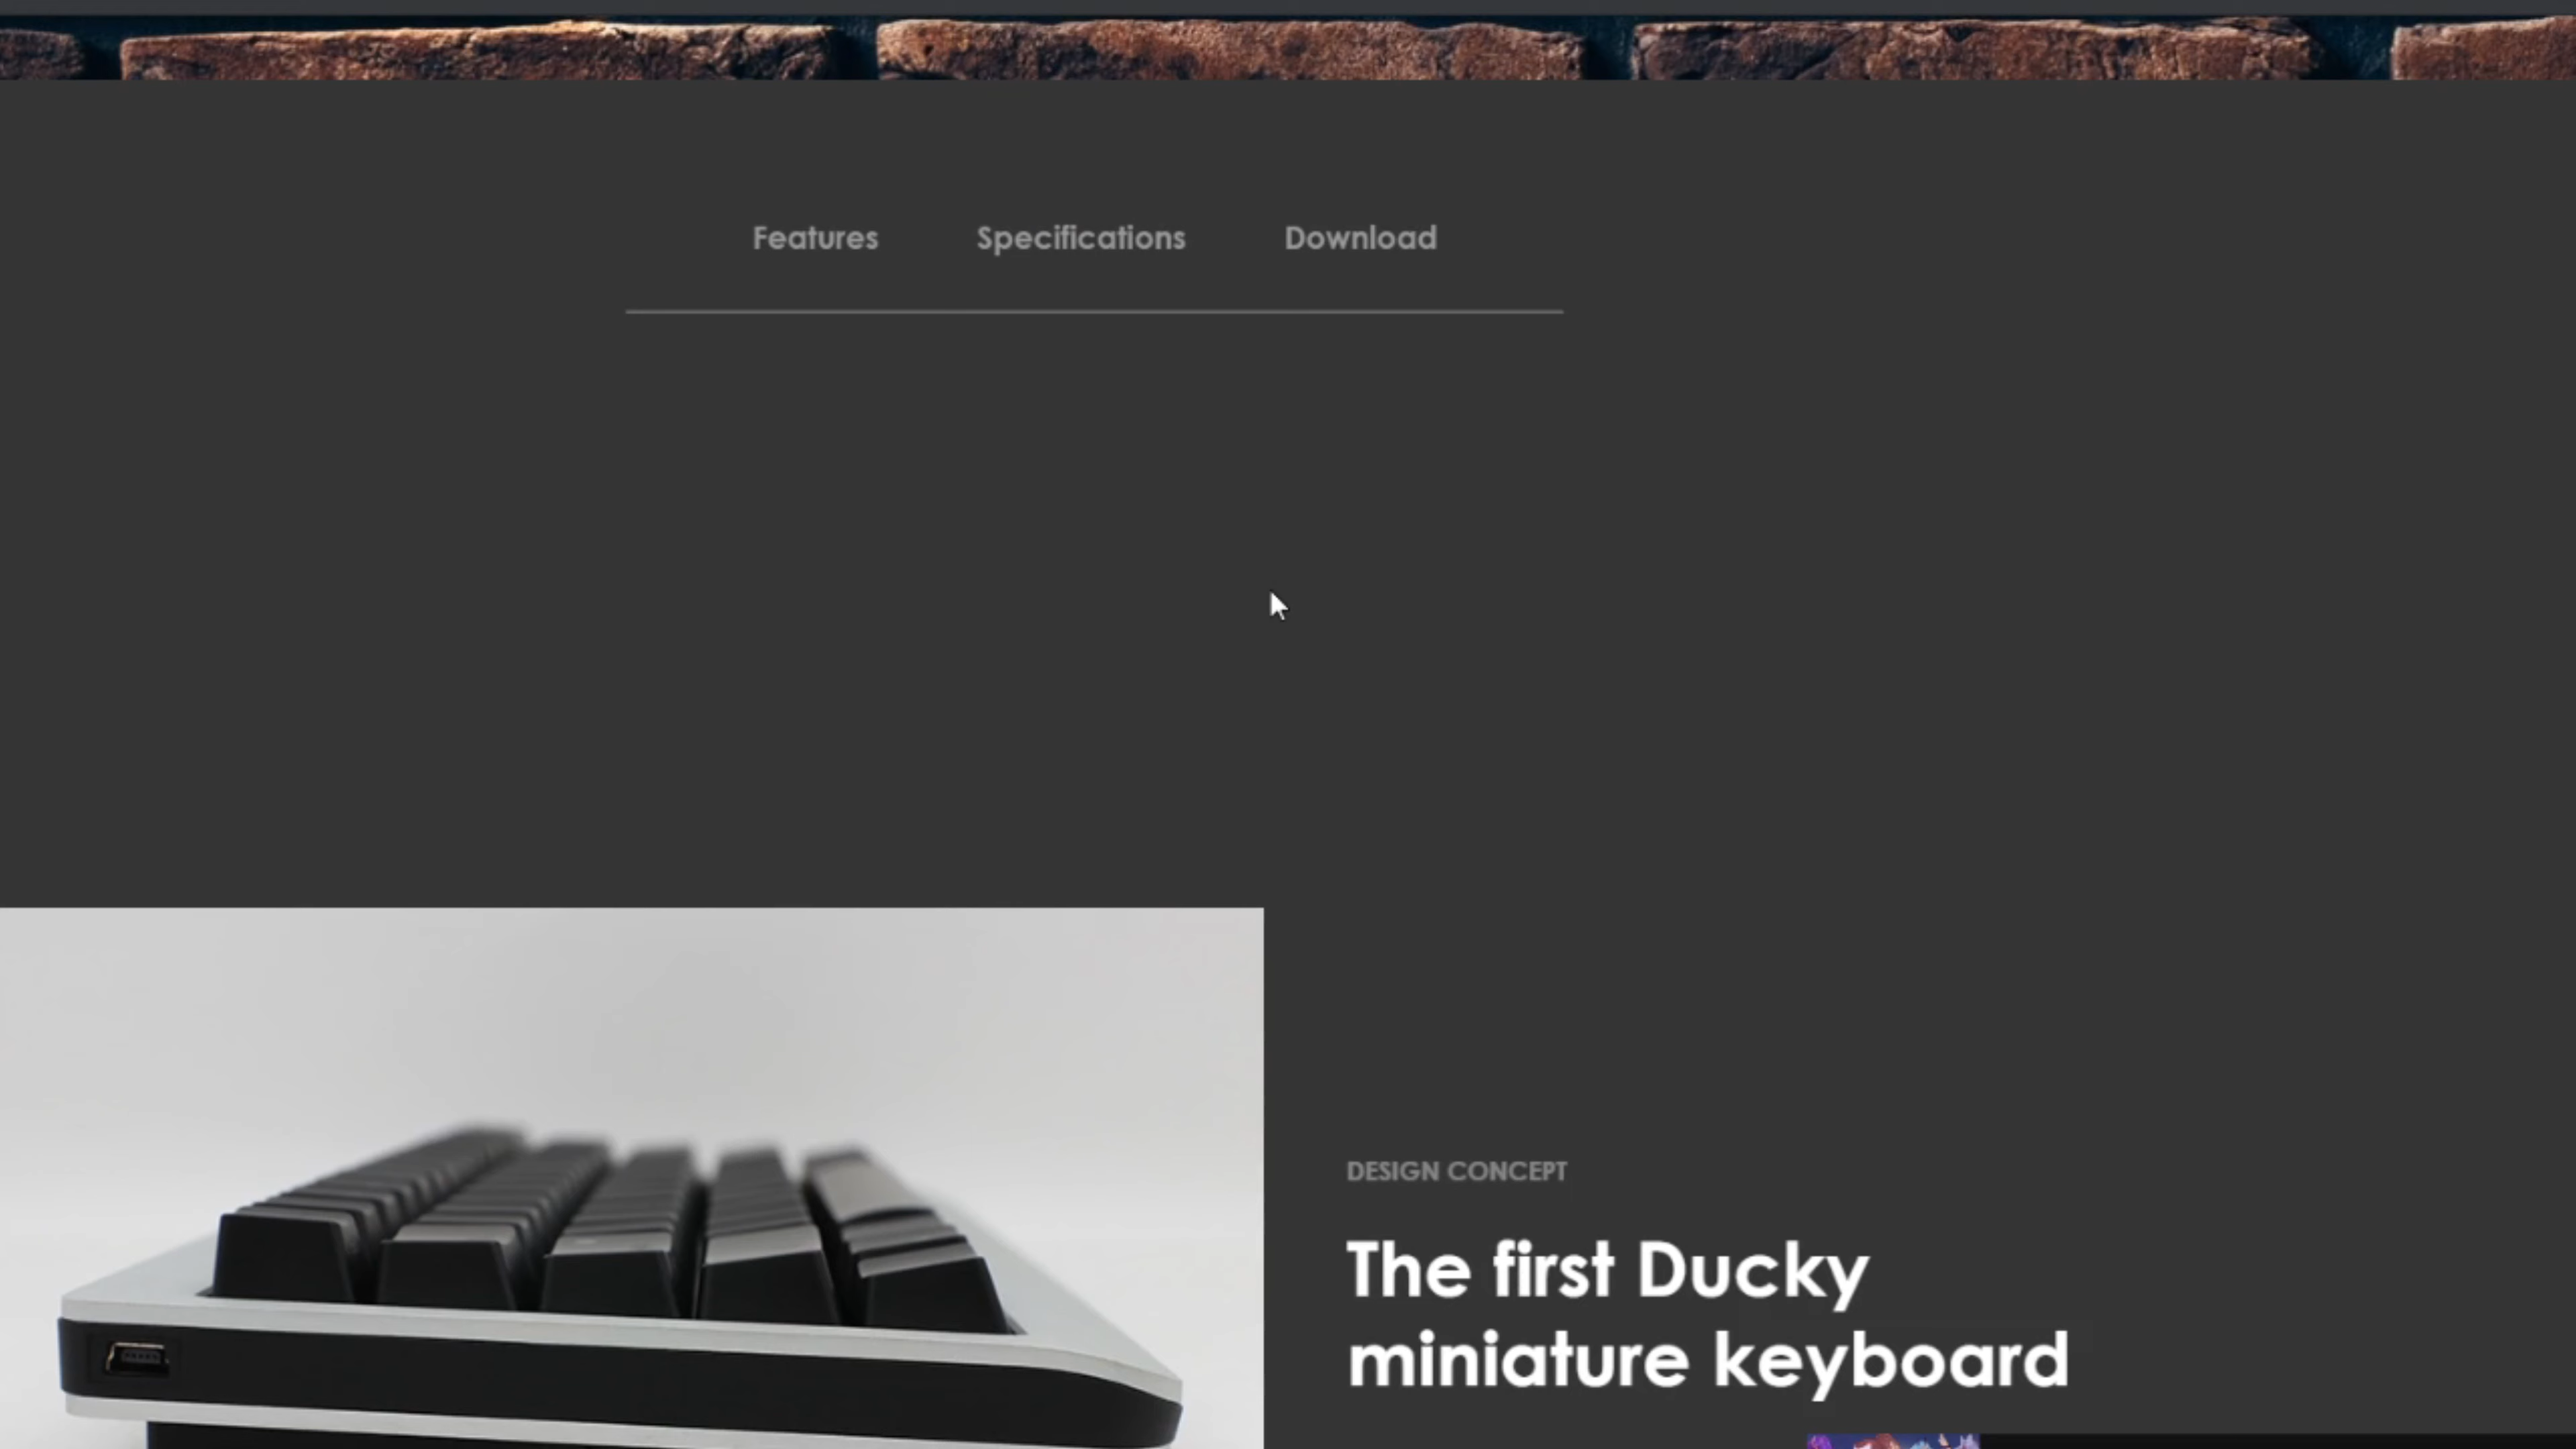 Features Specifications Download
DESIGN CONCEPT
The first Ducky
miniature keyboard